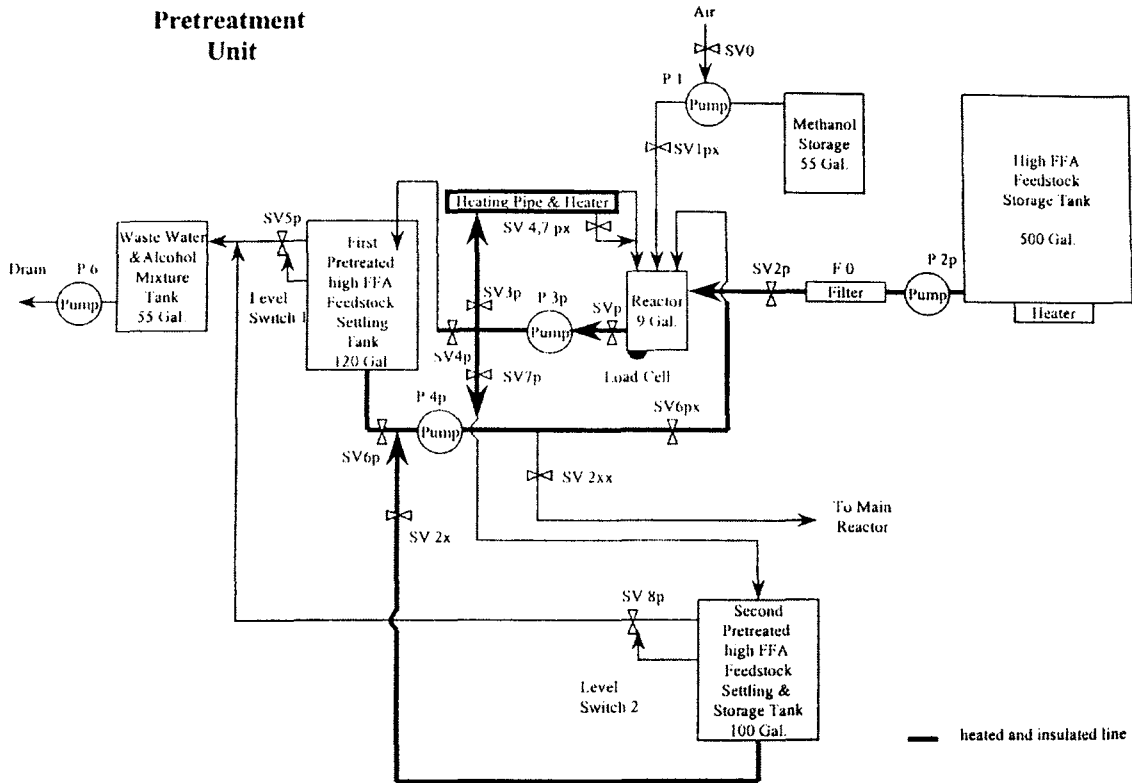 Pretreatment
Unit
Air
SV0
P 1
Pump
SV1px
Methanol
Storage
55 Gal.
High FFA
Feedstock
Storage Tank
500 Gal.
Heater
P 2p
Pump
F 0
Filter
SV2p
Heating Pipe & Heater
SV 4,7 px
Reactor
9 Gal.
Load Cell
SVp
P 3p
Pump
SV3p
SV4p
SV7p
SV5p
Level
Switch 1
First
Pretreated
high FFA
Feedstock
Settling
Tank
120 Gal
Waste Water
& Alcohol
Mixture
Tank
55 Gal.
Drain
P 6
Pump
P 4p
Pump
SV6p
SV6px
SV 2xx
To Main
Reactor
SV 2x
SV 8p
Level
Switch 2
Second
Pretreated
high FFA
Feedstock
Settling &
Storage Tank
100 Gal.
heated and insulated line